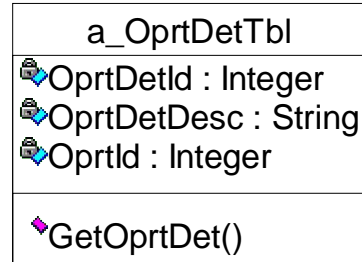 a_OprtDetTbl
OprtDetId : Integer
OprtDetDesc : String
OprtId : Integer
GetOprtDet()